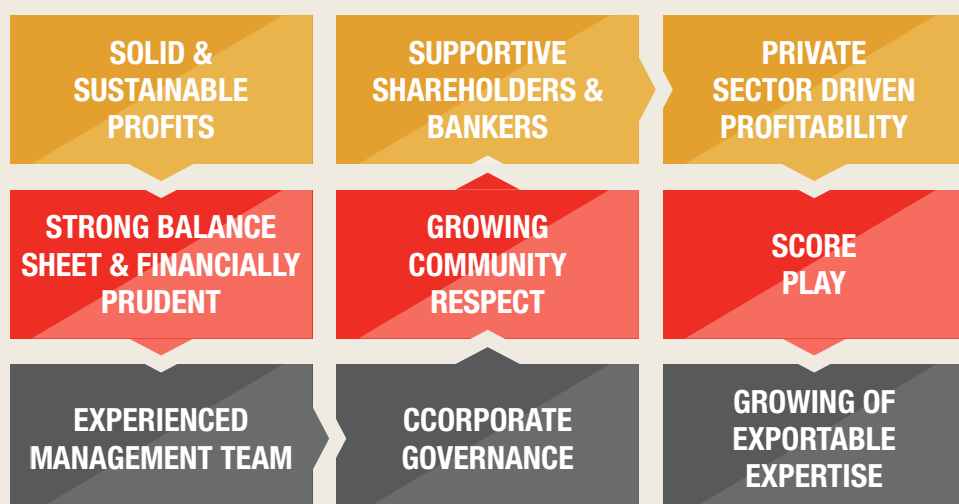 SOLID &
SUSTAINABLE
PROFITS
SUPPORTIVE
SHAREHOLDERS &
BANKERS
PRIVATE
SECTOR DRIVEN
PROFITABILITY
STRONG BALANCE
SHEET & FINANCIALLY
PRUDENT
GROWING
COMMUNITY
RESPECT
SCORE
PLAY
EXPERIENCED
MANAGEMENT TEAM
CCORPORATE
GOVERNANCE
GROWING OF
EXPORTABLE
EXPERTISE